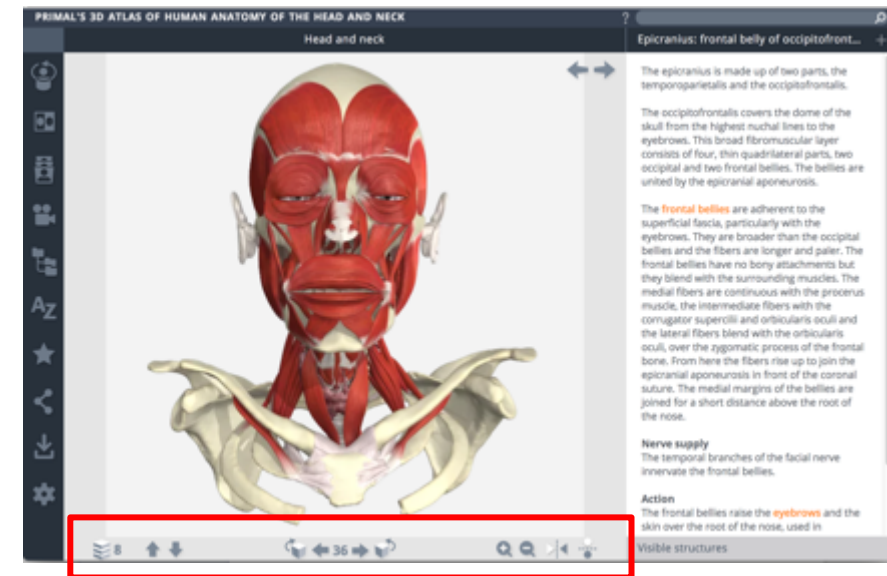 PRIMAL'S 3D ATLAS OF HUMAN ANATOMY OF THE HEAD AND NECK
?
Head and neck
Epicranius: frontal belly of occipitofront...
+
The epicranius is made up of two parts, the
temporoparietalis and the occipitofrontalis.
The occipitofrontalis covers the dome of the
skull from the highest nuchal lines to the
eyebrows. This broad fibromuscular layer
consists of four, thin quadrilateral parts, two
occipital and two frontal bellies. The bellies are
united by the epicranial aponeurosis.
The frontal bellies are adherent to the
superficial fascia, particularly with the
eyebrows. They are broader than the occipital
bellies and the fibers are longer and paler. The
frontal bellies have no bony attachments but
they blend with the surrounding muscles. The
medial fibers are continuous with the procerus
muscle, the intermediate fibers with the
corrugator supercilii and orbicularis oculi and
the lateral fibers blend with the orbicularis
oculi, over the zygomatic process of the frontal
bone. From here the fibers rise up to join the
epicranial aponeurosis in front of the coronal
suture. The medial margins of the bellies are
joined for a short distance above the root of
the nose.
Nerve supply
The temporal branches of the facial nerve
innervate the frontal bellies.
Action
The frontal bellies raise the eyebrows and the
skin over the root of the nose, used in
Visible structures
AZ
8
36